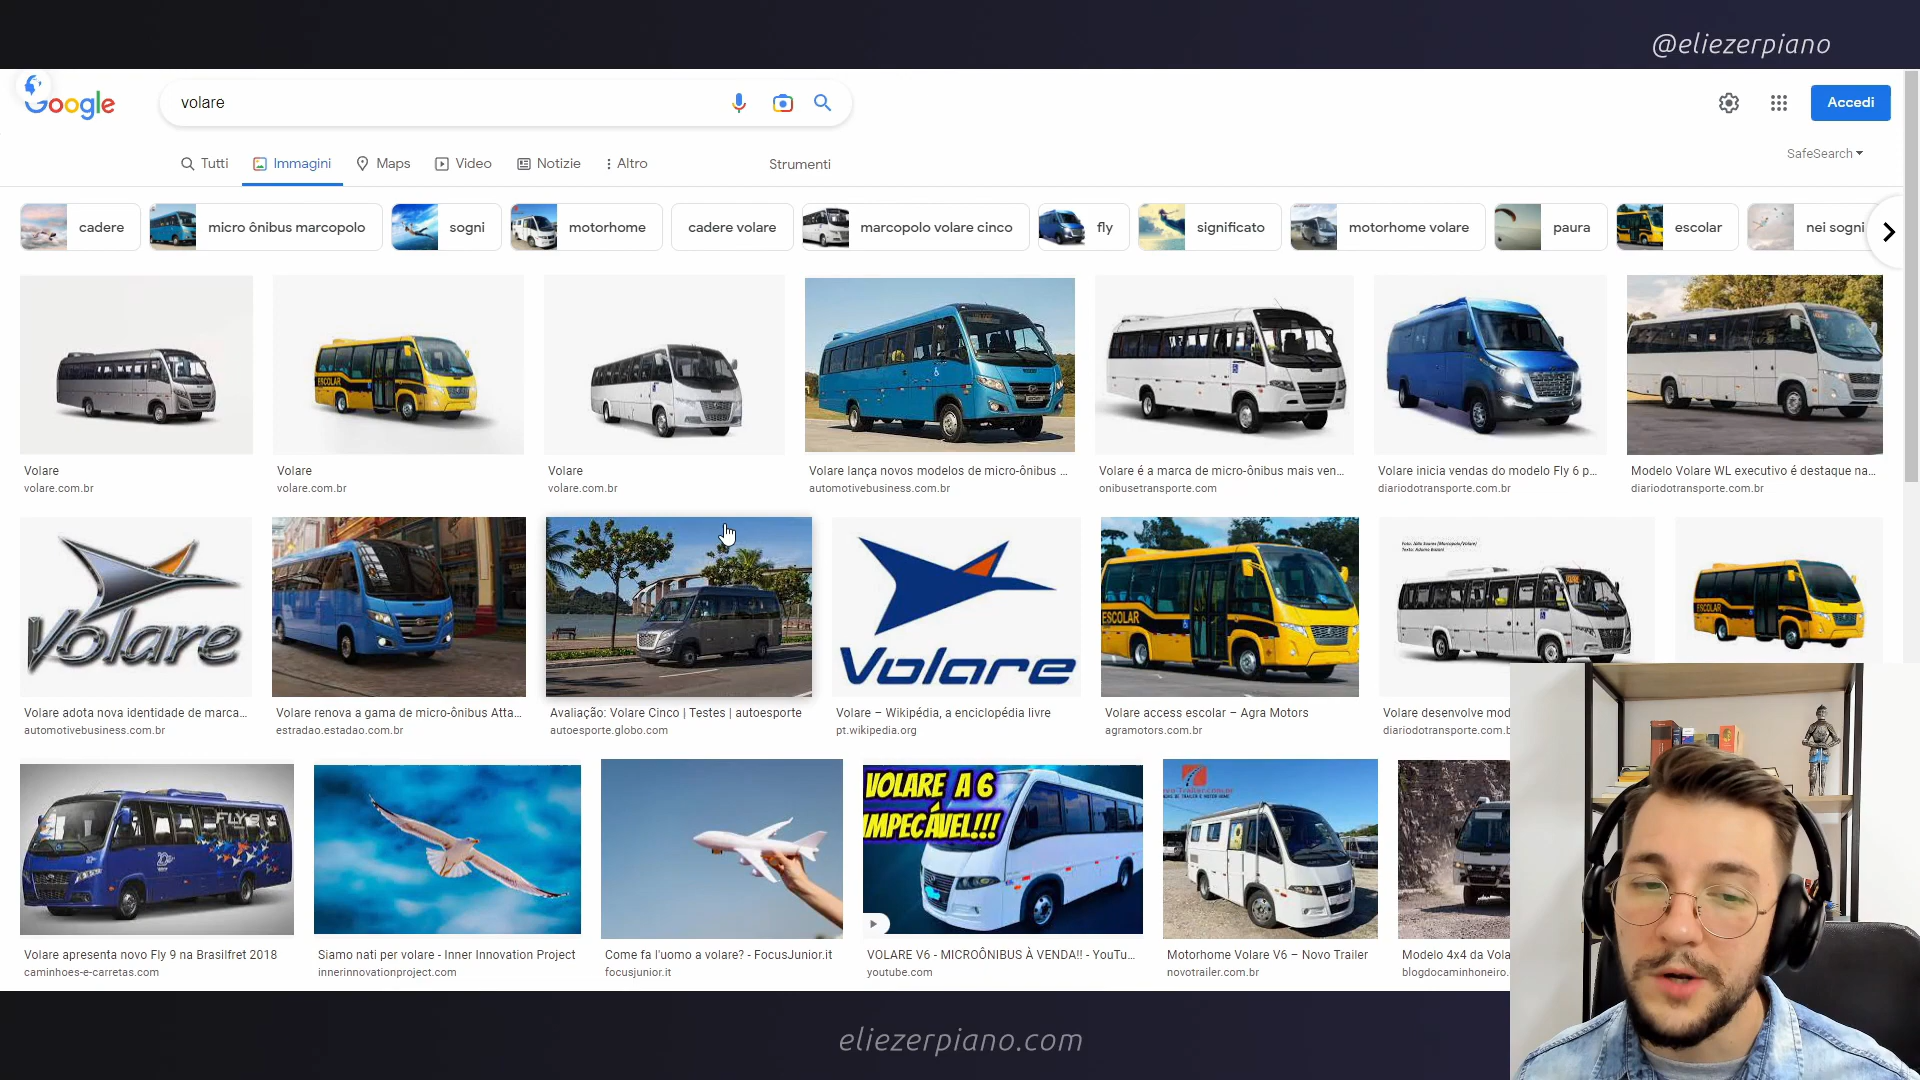 @eliezerpiano
Google
volare
Accedi
Tutti
Immagini
Maps
Video
Notizie
Altro
Strumenti
SafeSearch
cadere
micro ônibus marcopolo
sogni
motorhome
cadere volare
marcopolo volare cinco
fly
significato
motorhome volare
paura
escolar
nei sogni
ESCOLAR
Volare
volare.com.br
Volare
volare.com.br
Volare
volare.com.br
Volare lança novos modelos de micro-ônibus ...
automotivebusiness.com.br
Volare é a marca de micro-ônibus mais ven...
onibusetransporte.com
Volare inicia vendas do modelo Fly 6 p...
diariodotransporte.com.br
Modelo Volare WL executivo é destaque na...
diariodotransporte.com.br
Volare
Volare
ESCOLAR
ESCOLAR
Volare adota nova identidade de marca...
automotivebusiness.com.br
Volare renova a gama de micro-ônibus Atta...
estradao.estadao.com.br
Avaliação: Volare Cinco | Testes | autoesporte
autoesporte.globo.com
Volare – Wikipédia, a enciclopédia livre
pt.wikipedia.org
Volare access escolar – Agra Motors
agramotors.com.br
Volare desenvolve mod
diariodotransporte.com.b
FLY 9
VOLARE A 6
IMPECÁVEL!!!
Volare apresenta novo Fly 9 na Brasilfret 2018
caminhoes-e-carretas.com
Siamo nati per volare - Inner Innovation Project
innerinnovationproject.com
Come fa l'uomo a volare? - FocusJunior.it
focusjunior.it
VOLARE V6 - MICROÔNIBUS À VENDA!! - YouTu...
youtube.com
Motorhome Volare V6 – Novo Trailer
novotrailer.com.br
Modelo 4x4 da Vola
blogdocaminhoneiro.
eliezerpiano.com